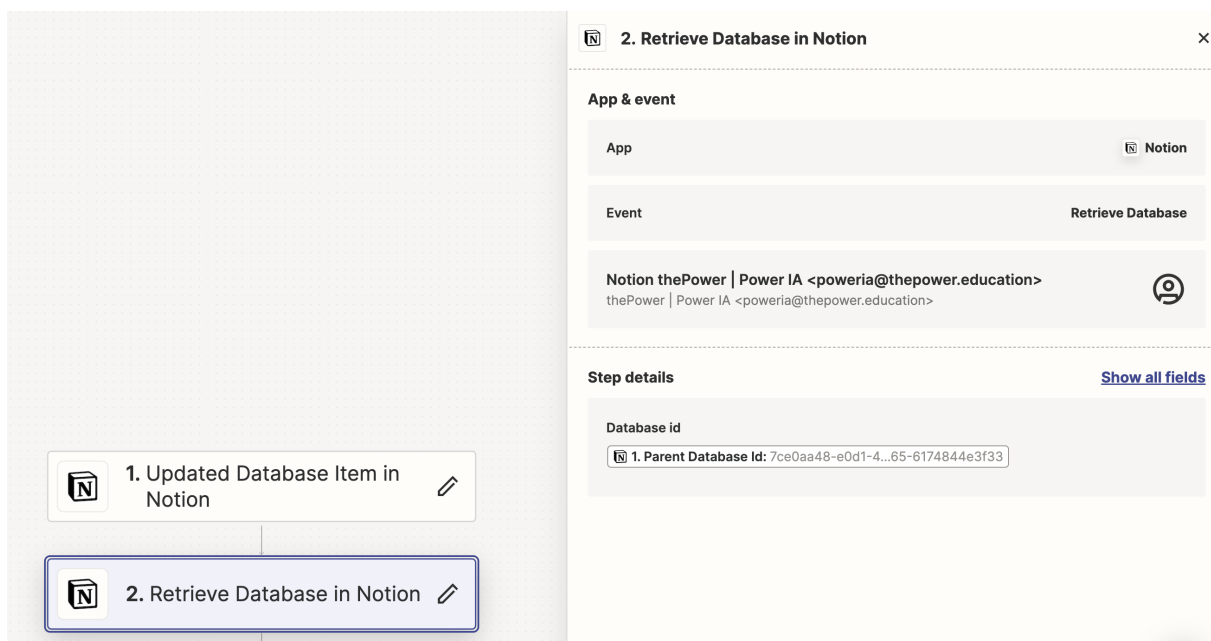 2. Retrieve Database in Notion
App & event
App
Notion
Event
Retrieve Database
Notion thePower | Power IA <poweria@thepower.education>
thePower | Power IA <poweria@thepower.education>
Step details
Show all fields
Database id
1. Parent Database Id: 7ce0aa48-e0d1-4...65-6174844e3f33
1. Updated Database Item in
Notion
2. Retrieve Database in Notion